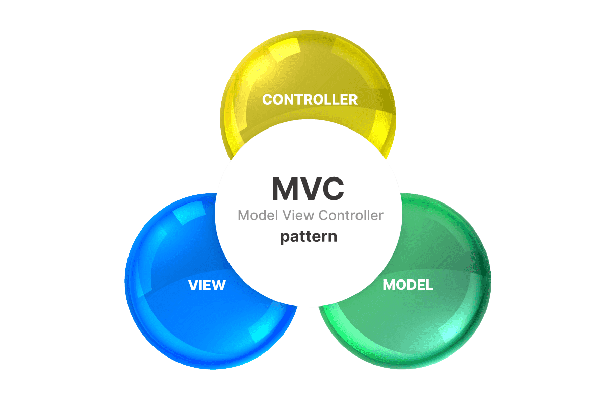 CONTROLLER
MVC
Model View Controller
pattern
VIEW
MODEL